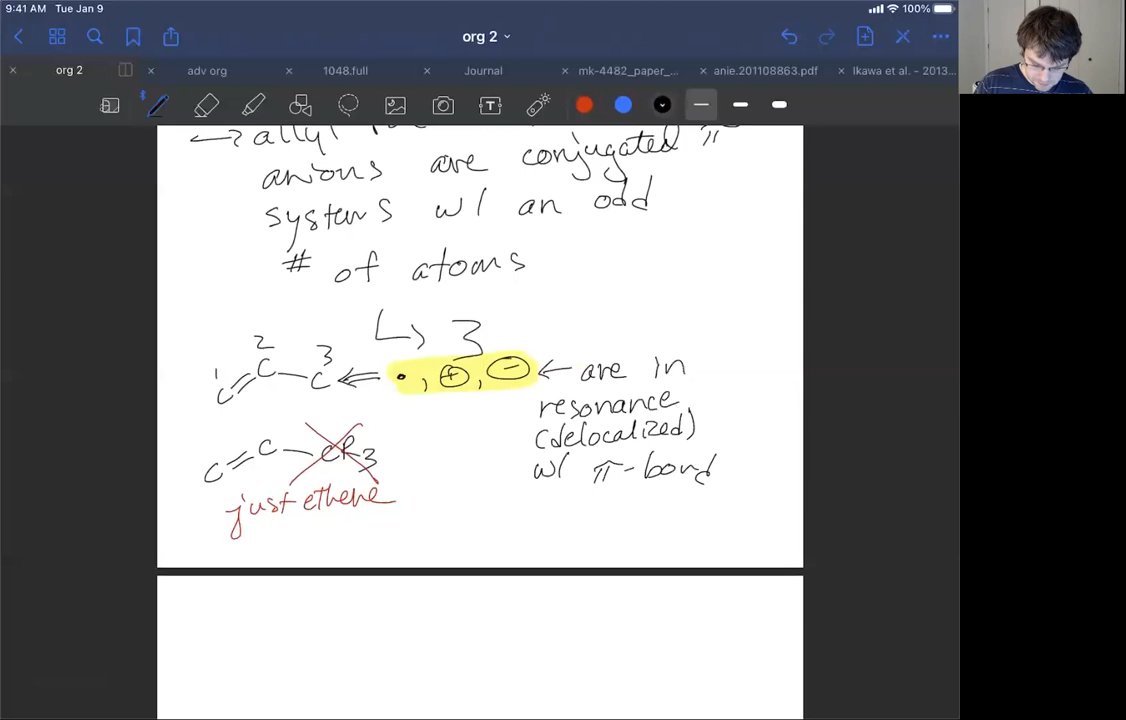 9:41 AM Tue Jan 9
100%
org 2
org 2
adv org
1048.full
Journal
mk-4482_paper_...
anie.201108863.pdf
Ikawa et al. - 2013...
T
→ allyl
anions are conjugated π
systems w/ an odd
# of atoms
↳ 3
1 C = 2 C - 3 C ⇐ •, ⊕, ⊖ ← are in
resonance
(delocalized)
w/ π-bond
C = C - CR3
just ethene